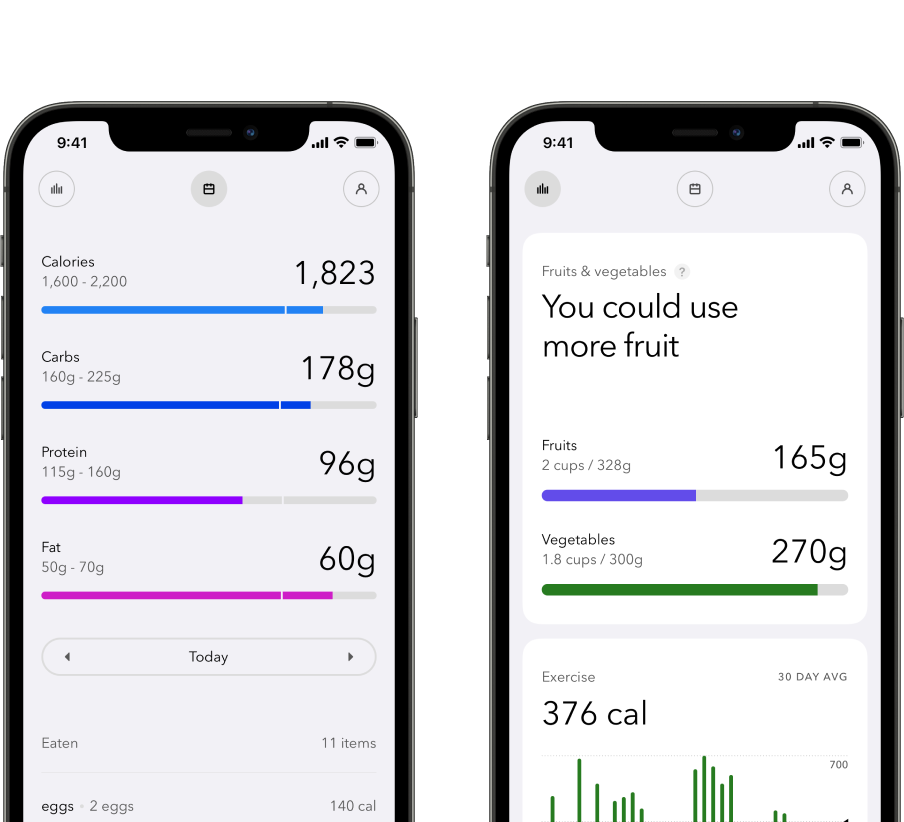 9:41
Calories
1,600 - 2,200
1,823
Carbs
160g - 225g
178g
Protein
115g - 160g
96g
Fat
50g - 70g
60g
Today
Eaten
11 items
eggs • 2 eggs
140 cal
9:41
Fruits & vegetables ?
You could use
more fruit
Fruits
2 cups / 328g
165g
Vegetables
1.8 cups / 300g
270g
Exercise
30 DAY AVG
376 cal
700